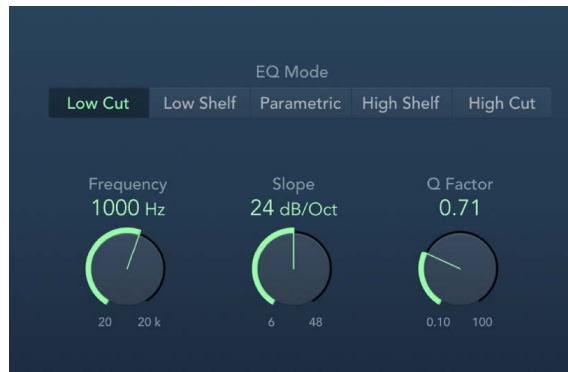 EQ Mode
Low Cut Low Shelf Parametric High Shelf High Cut
Frequency Slope Q Factor
1000 Hz 24 dB/Oct 0.71
20 20 k 6 48 0.10 100